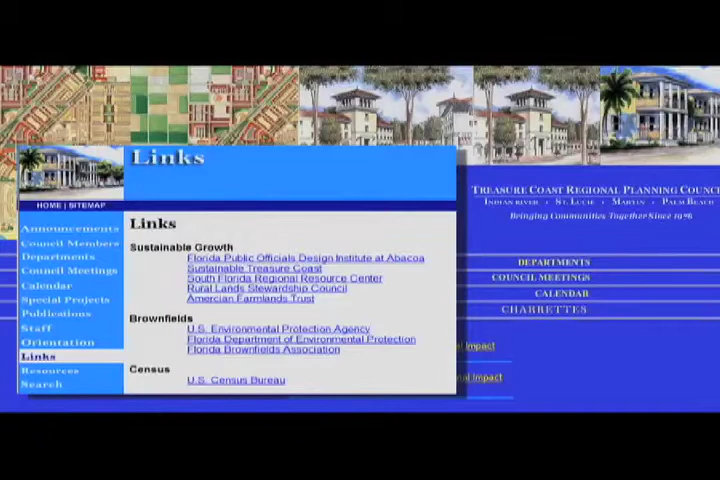 Links
HOME | SITEMAP
Announcements
Council Members
Departments
Council Meetings
Calendar
Special Projects
Publications
Staff
Orientation
Links
Resources
Search
Links
Sustainable Growth
Florida Public Officials Design Institute at Abacoa
Sustainable Treasure Coast
South Florida Regional Resource Center
Rural Lands Stewardship Council
Amercian Farmlands Trust
Brownfields
U.S. Environmental Protection Agency
Florida Department of Environmental Protection
Florida Brownfields Association
Census
U.S. Census Bureau
TREASURE COAST REGIONAL PLANNING COUNC
INDIAN RIVER • ST. LUCIE • MARTIN • PALM BEACH
Bringing Communities Together Since 1976
DEPARTMENTS
COUNCIL MEETINGS
CALENDAR
CHARRETTES
Impact
Impact